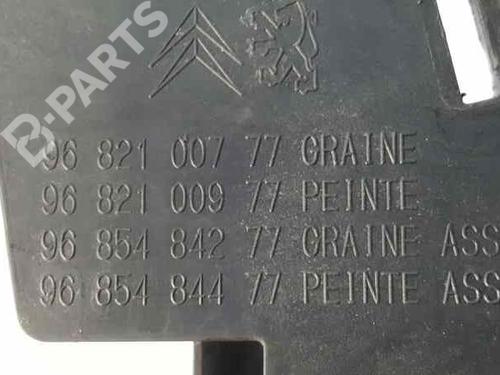 B-PARTS
96 821 007 77 GRAINE
96 821 009 77 PEINTE
96 854 842 77 GRAINE ASS
96 854 844 77 PEINTE ASS